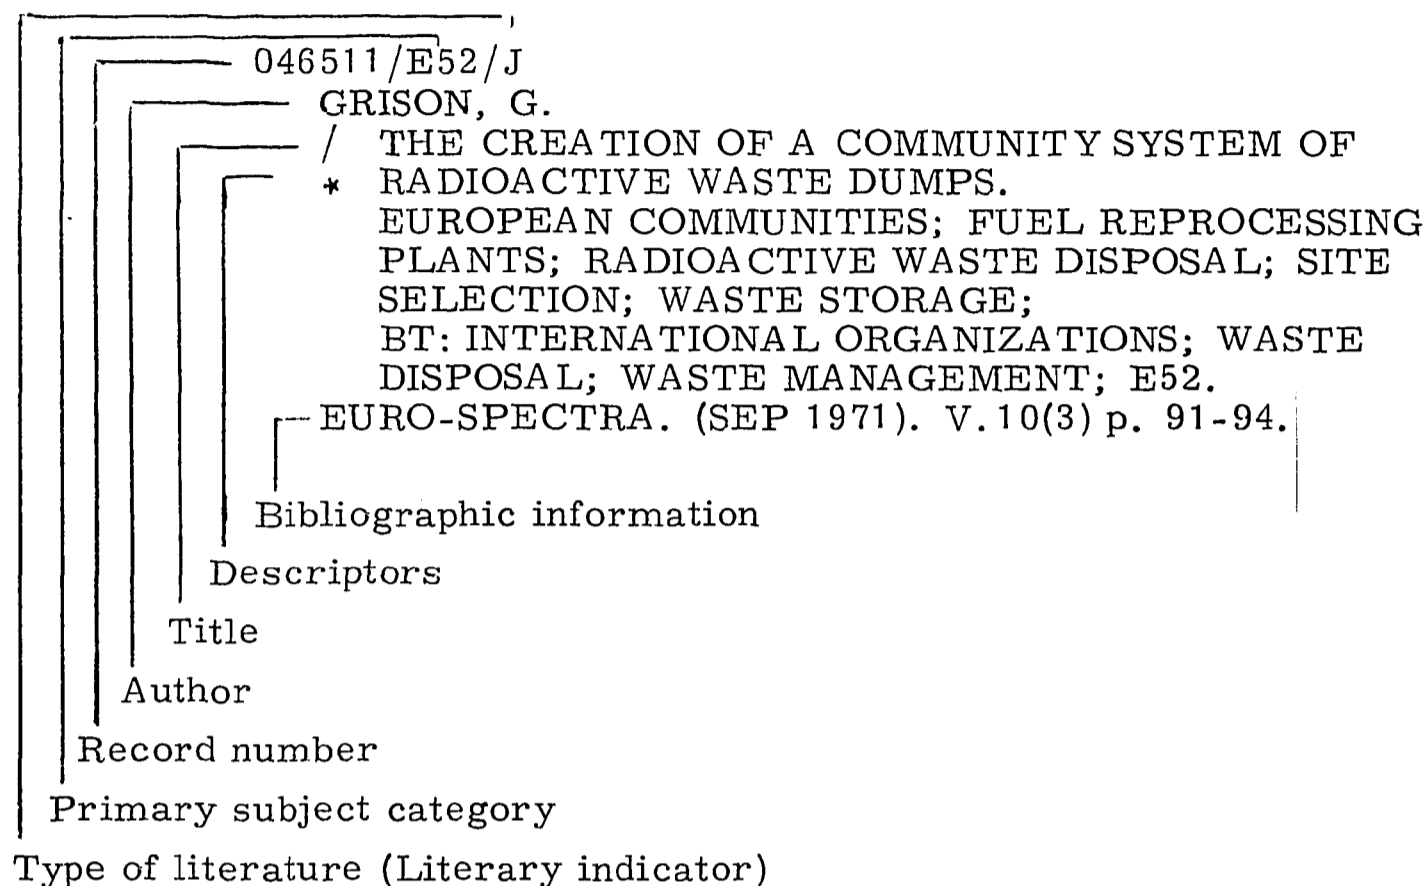 046511/E52/J
GRISON, G.
/ THE CREATION OF A COMMUNITY SYSTEM OF
* RADIOACTIVE WASTE DUMPS.
EUROPEAN COMMUNITIES; FUEL REPROCESSING
PLANTS; RADIOACTIVE WASTE DISPOSAL; SITE
SELECTION; WASTE STORAGE;
BT: INTERNATIONAL ORGANIZATIONS; WASTE
DISPOSAL; WASTE MANAGEMENT; E52.
EURO-SPECTRA. (SEP 1971). V.10(3) p. 91-94.
Bibliographic information
Descriptors
Title
Author
Record number
Primary subject category
Type of literature (Literary indicator)